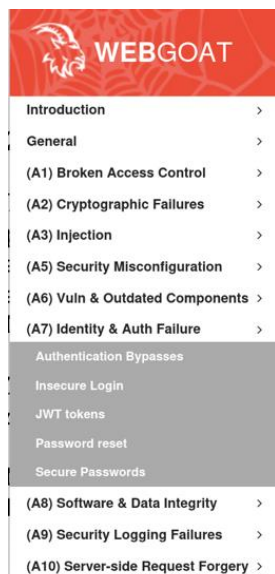 WEBGOAT
Introduction >
General >
(A1) Broken Access Control >
(A2) Cryptographic Failures >
(A3) Injection >
(A5) Security Misconfiguration >
(A6) Vuln & Outdated Components >
(A7) Identity & Auth Failure >
Authentication Bypasses
Insecure Login
JWT tokens
Password reset
Secure Passwords
(A8) Software & Data Integrity >
(A9) Security Logging Failures >
(A10) Server-side Request Forgery >